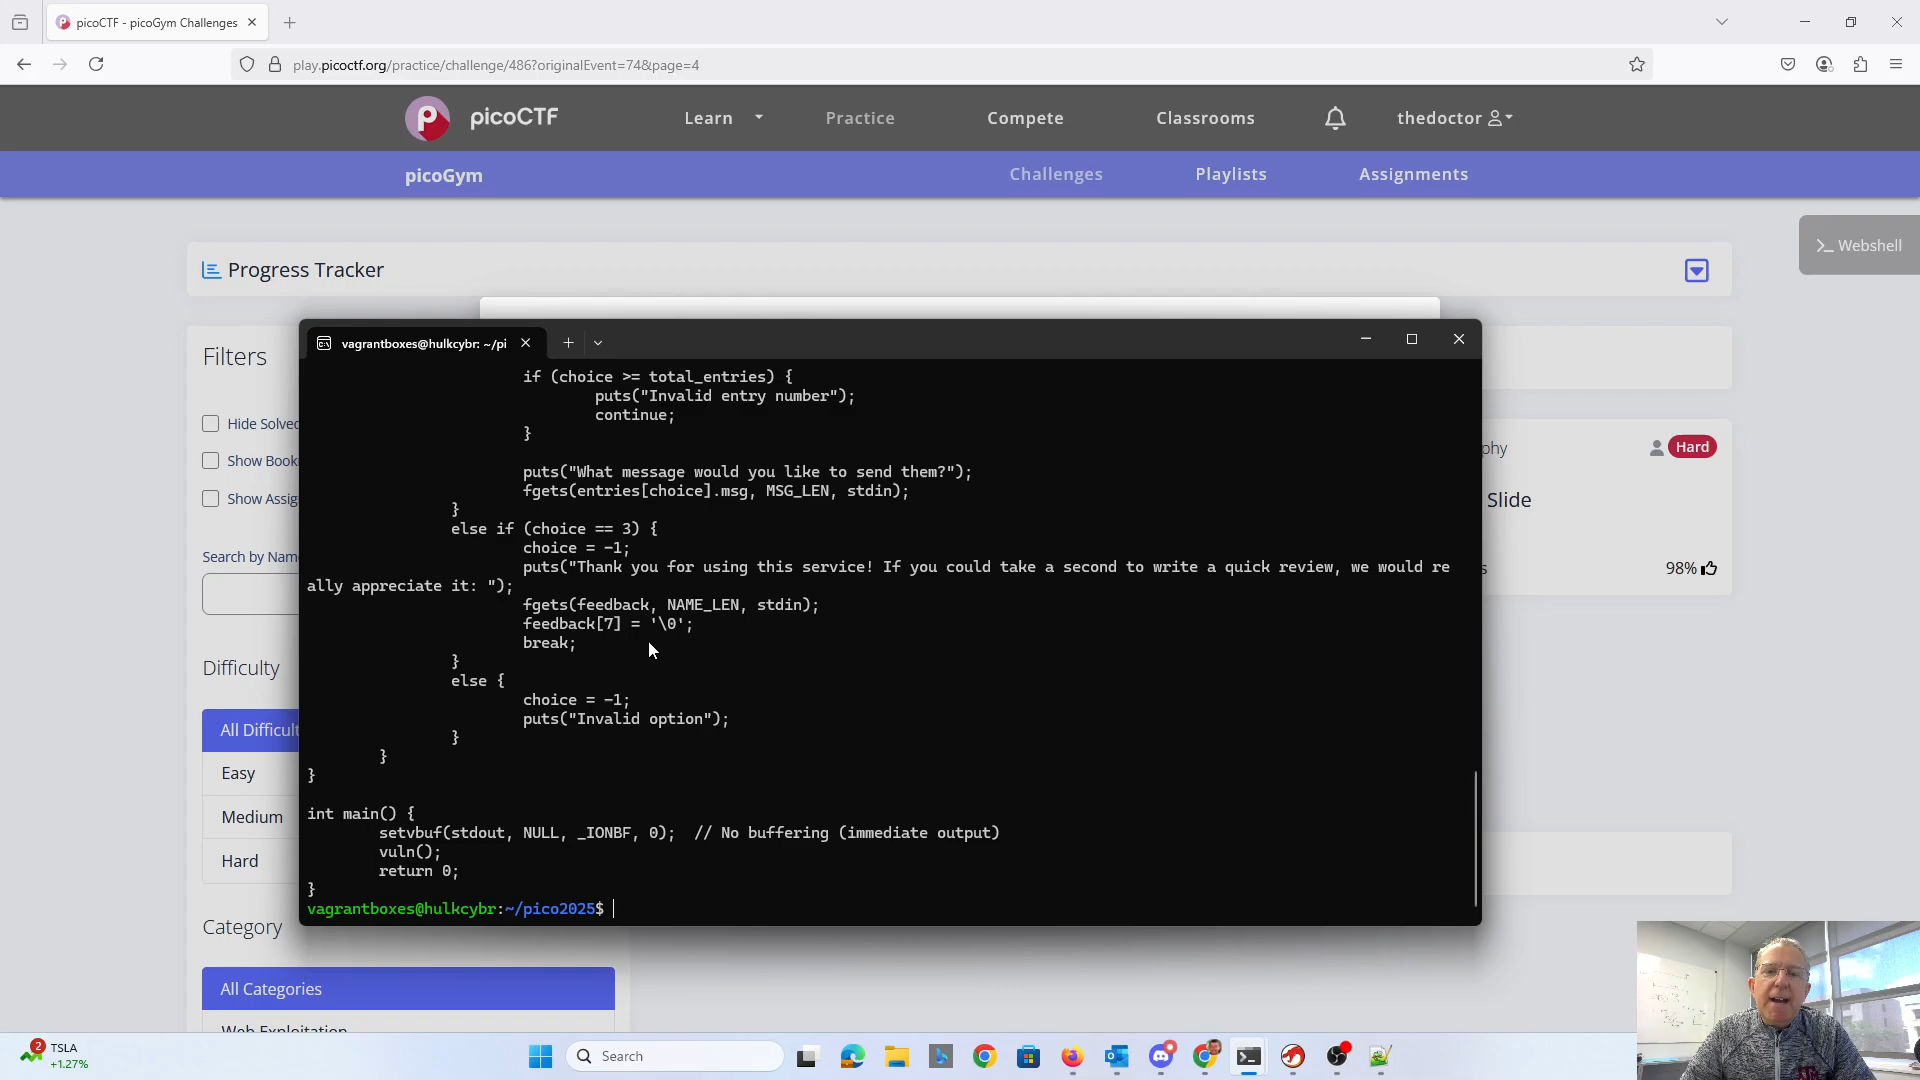 picoCTF - picoGym Challenges
play.picoctf.org/practice/challenge/486?originalEvent=74&page=4
picoCTF
Learn
Practice
Compete
Classrooms
thedoctor
picoGym
Challenges
Playlists
Assignments
>_ Webshell
Progress Tracker
Filters
Hide Solved
Show Book
Show Assig
Search by Nam
Difficulty
All Difficult
Easy
Medium
Hard
Category
All Categories
Web Exploitation
phy
Hard
Slide
s
98%
vagrantboxes@hulkcybr: ~/pi
if (choice >= total_entries) {
puts("Invalid entry number");
continue;
}
puts("What message would you like to send them?");
fgets(entries[choice].msg, MSG_LEN, stdin);
}
else if (choice == 3) {
choice = -1;
puts("Thank you for using this service! If you could take a second to write a quick review, we would re
ally appreciate it: ");
fgets(feedback, NAME_LEN, stdin);
feedback[7] = '\0';
break;
}
else {
choice = -1;
puts("Invalid option");
}
}
}
int main() {
setvbuf(stdout, NULL, _IONBF, 0);  // No buffering (immediate output)
vuln();
return 0;
}
vagrantboxes@hulkcybr:~/pico2025$
2
TSLA
+1.27%
Search